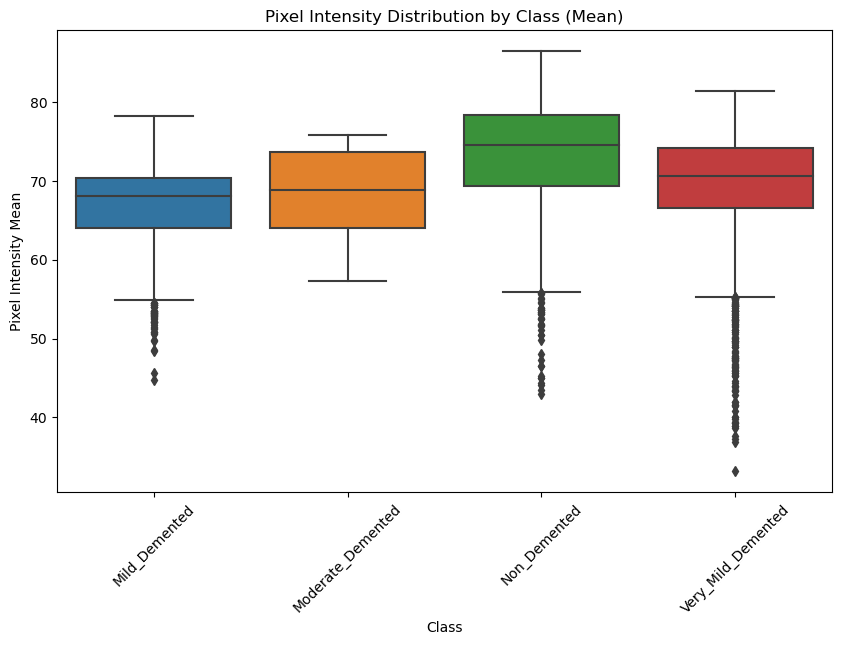 Pixel Intensity Distribution by Class (Mean)
Pixel Intensity Mean
80
70
60
50
40
Mild_Demented
Moderate_Demented
Non_Demented
Very_Mild_Demented
Class